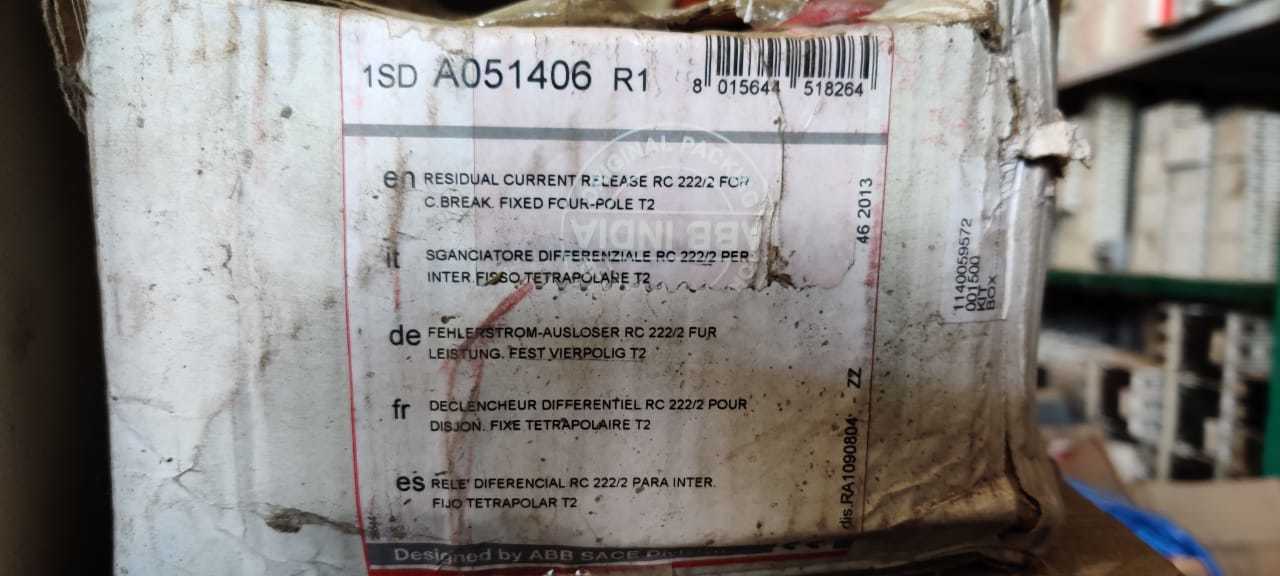 1SD A051406 R1
8 015644 518264
en RESIDUAL CURRENT RELEASE RC 222/2 FOR
C.BREAK. FIXED FOUR-POLE T2
it SGANCIATORE DIFFERENZIALE RC 222/2 PER
INTER.FISSO TETRAPOLARE T2
de FEHLERSTROM-AUSLOSER RC 222/2 FUR
LEISTUNG. FEST VIERPOLIG T2
fr DECLENCHEUR DIFFERENTIEL RC 222/2 POUR
DISJON. FIXE TETRAPOLAIRE T2
es RELE' DIFERENCIAL RC 222/2 PARA INTER.
FIJO TETRAPOLAR T2
Designed by ABB SACE
46 2013
dis.RA1090804 ZZ
ABB INDIA
1140059572
001500
KIT
BOX